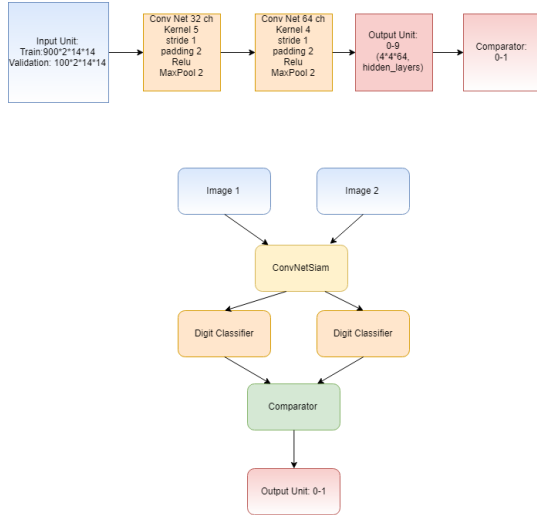 Input Unit:
Train:900*2*14*14
Validation: 100*2*14*14
Conv Net 32 ch
Kernel 5
stride 1
padding 2
Relu
MaxPool 2
Conv Net 64 ch
Kernel 4
stride 1
padding 2
Relu
MaxPool 2
Output Unit:
0-9
(4*4*64,
hidden_layers)
Comparator:
0-1
Image 1
Image 2
ConvNetSiam
Digit Classifier
Digit Classifier
Comparator
Output Unit: 0-1